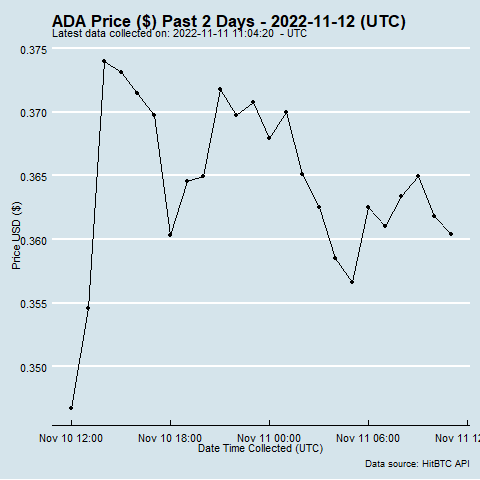 ADA Price ($) Past 2 Days - 2022-11-12 (UTC)
Latest data collected on: 2022-11-11 11:04:20 - UTC
0.375
0.370
0.365
0.360
0.355
0.350
Price USD ($)
Nov 10 12:00 Nov 10 18:00 Nov 11 00:00 Nov 11 06:00 Nov 11 12
Date Time Collected (UTC)
Data source: HitBTC API